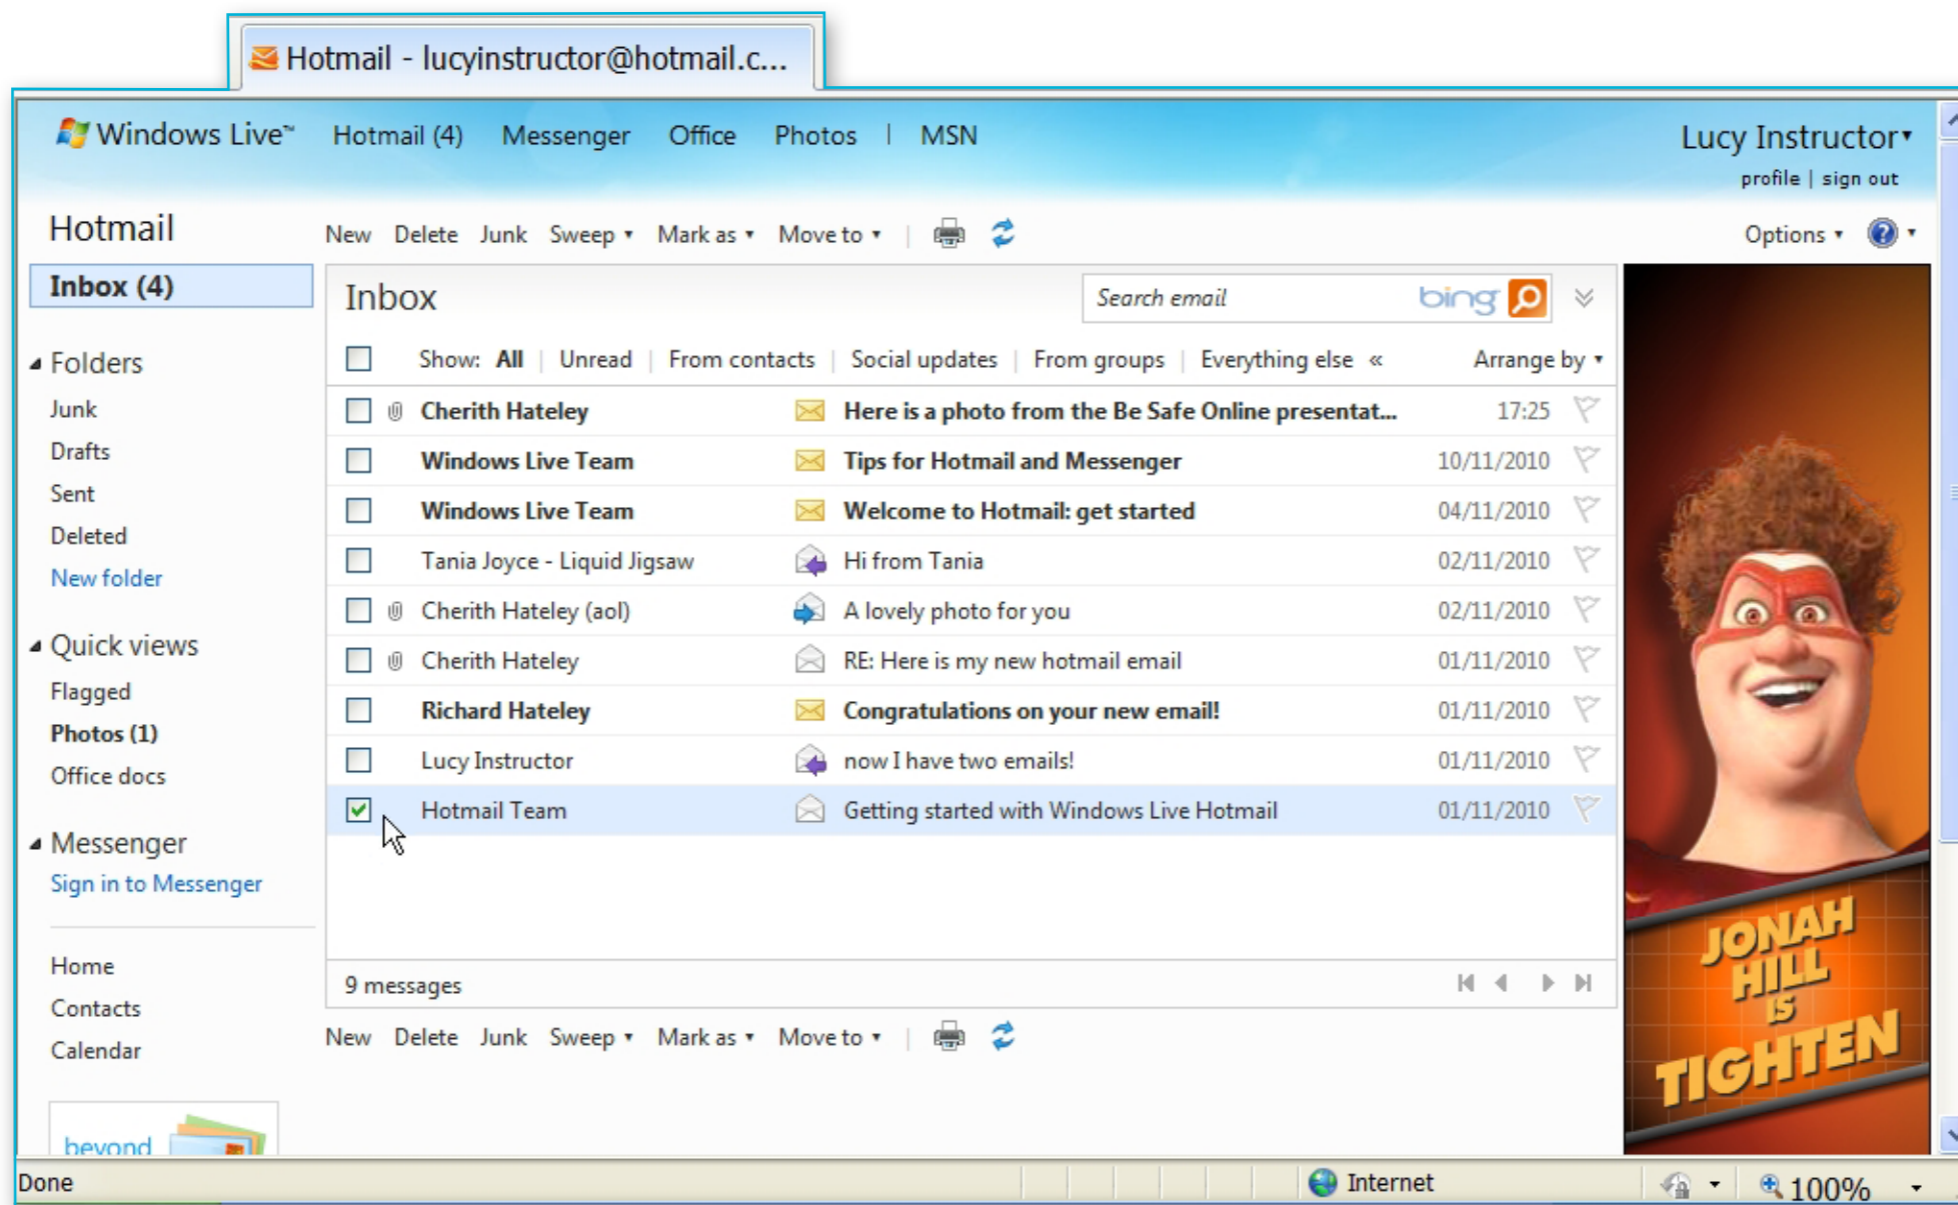 Hotmail - lucyinstructor@hotmail.c...
Windows Live™ Hotmail (4) Messenger Office Photos | MSN
Lucy Instructor
profile | sign out
Hotmail
New Delete Junk Sweep Mark as Move to
Options
Inbox (4)
Inbox
Search email bing
Show: All | Unread | From contacts | Social updates | From groups | Everything else « Arrange by
Folders
Junk
Drafts
Sent
Deleted
New folder
Quick views
Flagged
Photos (1)
Office docs
Messenger
Sign in to Messenger
Home
Contacts
Calendar
beyond
Cherith Hateley Here is a photo from the Be Safe Online presentat... 17:25
Windows Live Team Tips for Hotmail and Messenger 10/11/2010
Windows Live Team Welcome to Hotmail: get started 04/11/2010
Tania Joyce - Liquid Jigsaw Hi from Tania 02/11/2010
Cherith Hateley (aol) A lovely photo for you 02/11/2010
Cherith Hateley RE: Here is my new hotmail email 01/11/2010
Richard Hateley Congratulations on your new email! 01/11/2010
Lucy Instructor now I have two emails! 01/11/2010
Hotmail Team Getting started with Windows Live Hotmail 01/11/2010
9 messages
New Delete Junk Sweep Mark as Move to
JONAH
HILL
IS
TIGHTEN
Done Internet 100%